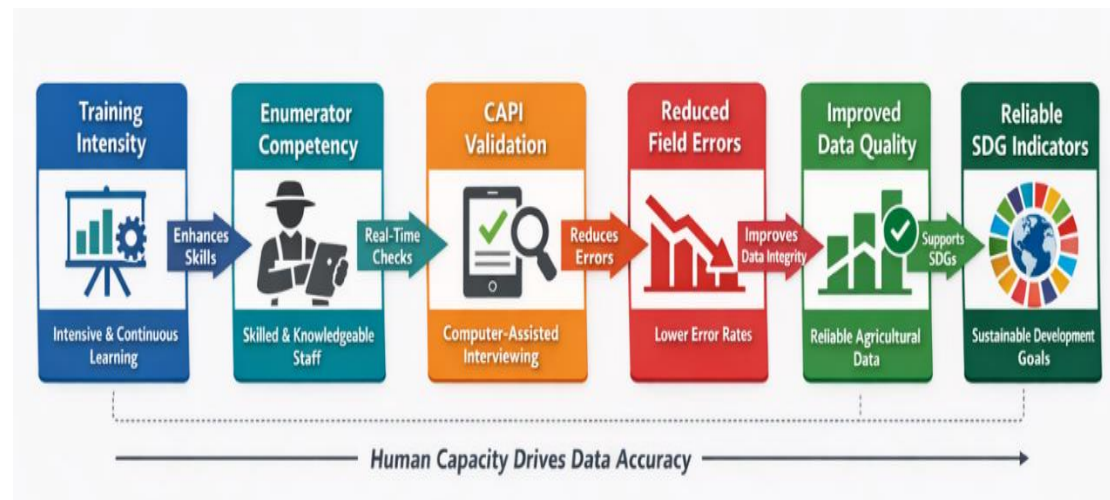 Training
Intensity
Enhances
Skills
Intensive & Continuous
Learning
Enumerator
Competency
Real-Time
Checks
Skilled & Knowledgeable
Staff
CAPI
Validation
Reduces
Errors
Computer-Assisted
Interviewing
Reduced
Field Errors
Improves
Data Integrity
Lower Error Rates
Improved
Data Quality
Supports
SDGs
Reliable Agricultural
Data
Reliable
SDG Indicators
Sustainable Development
Goals
Human Capacity Drives Data Accuracy